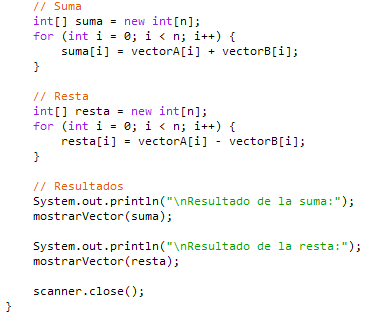 // Suma
int[] suma = new int[n];
for (int i = 0; i < n; i++) {
suma[i] = vectorA[i] + vectorB[i];
}
// Resta
int[] resta = new int[n];
for (int i = 0; i < n; i++) {
resta[i] = vectorA[i] - vectorB[i];
}
// Resultados
System.out.println("\nResultado de la suma:");
mostrarVector(suma);
System.out.println("\nResultado de la resta:");
mostrarVector(resta);
scanner.close();
}